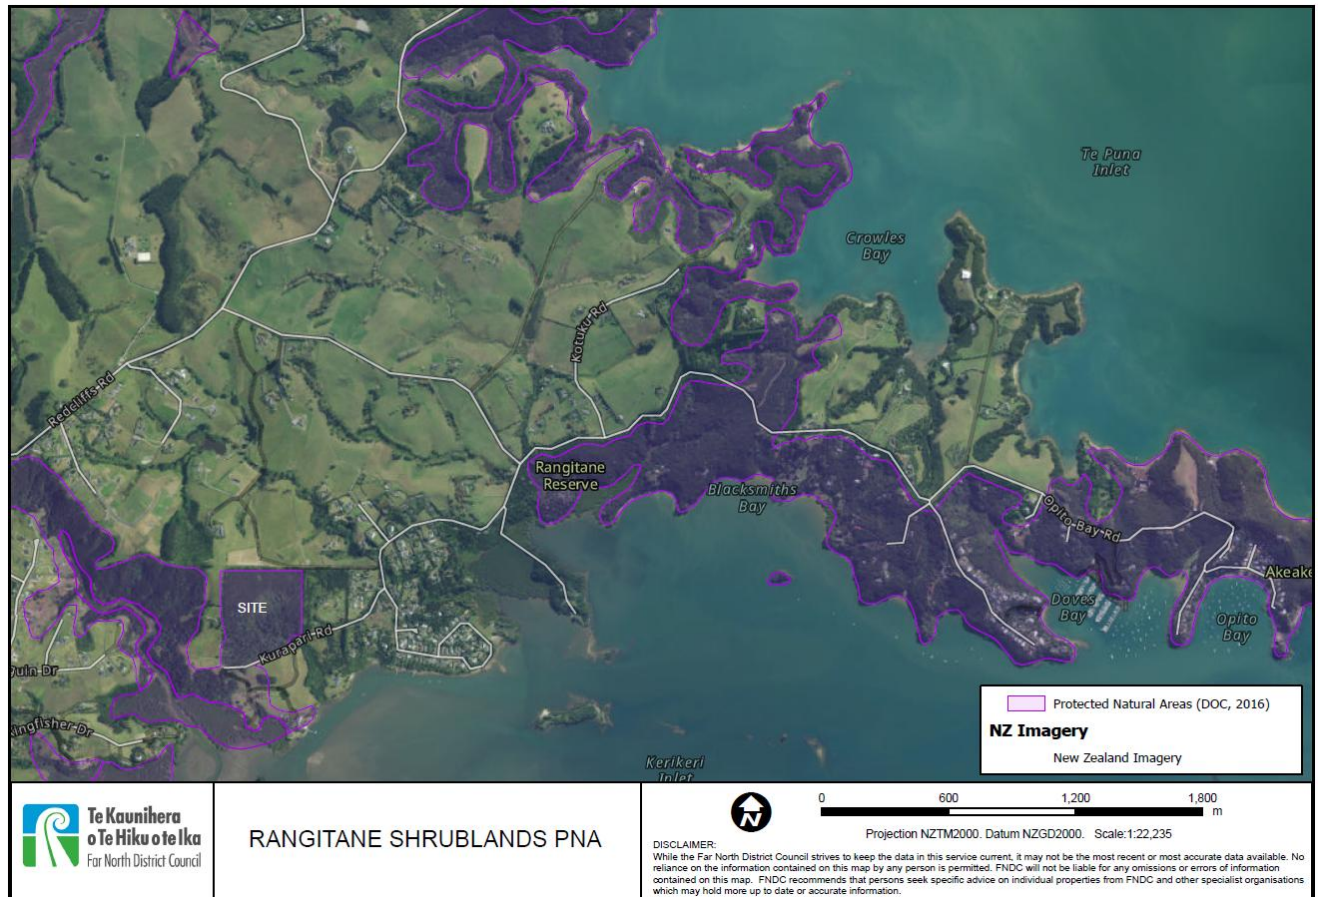 Te Puna
Inlet
Crowles
Bay
Kotuku Rd
Redcliffs Rd
Rangitane
Reserve
Blacksmiths
Bay
Opito Bay Rd
Akeake
SITE
Doves
Bay
Opito
Bay
Kurapari Rd
Kingfisher Dr
Kerikeri
Inlet
Protected Natural Areas (DOC, 2016)
NZ Imagery
New Zealand Imagery
Te Kaunihera
o Te Hiku o te Ika
Far North District Council
RANGITANE SHRUBLANDS PNA
0 600 1,200 1,800
m
Projection NZTM2000. Datum NZGD2000. Scale:1:22,235
DISCLAIMER:
While the Far North District Council strives to keep the data in this service current, it may not be the most recent or most accurate data available. No
reliance on the information contained on this map by any person is permitted. FNDC will not be liable for any omissions or errors of information
contained on this map. FNDC recommends that persons seek specific advice on individual properties from FNDC and other specialist organisations
which may hold more up to date or accurate information.